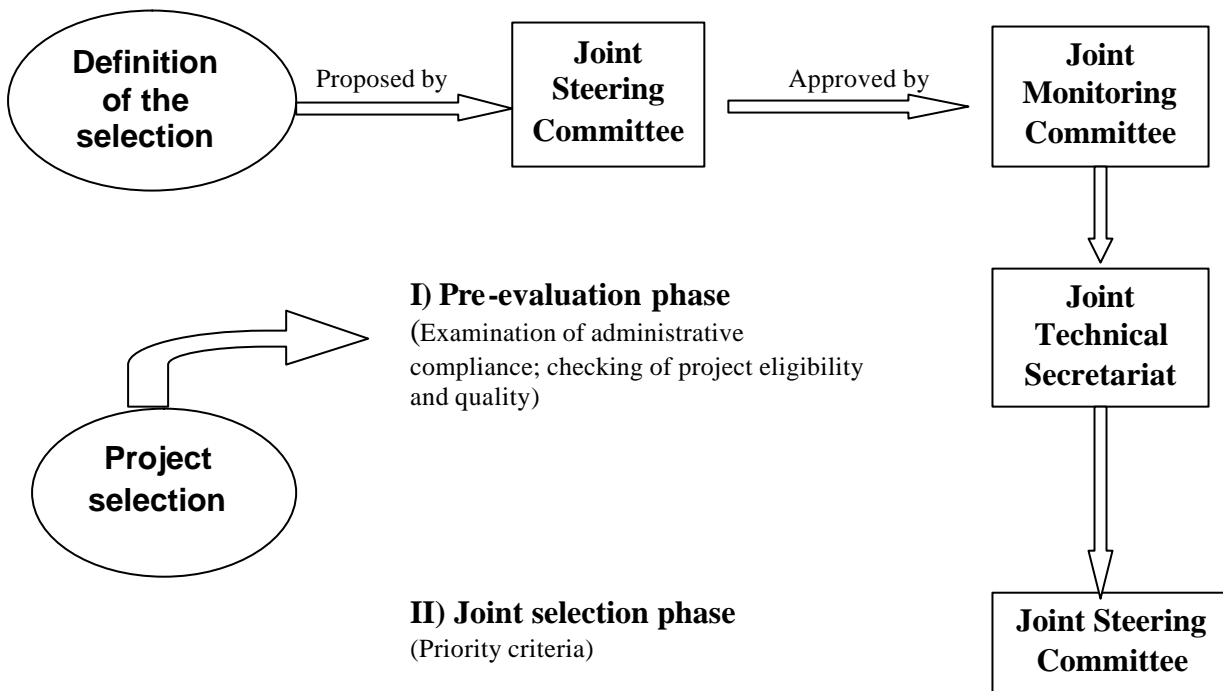 Definition
of the
selection
Proposed by
Joint
Steering
Committee
Approved by
Joint
Monitoring
Committee
I) Pre-evaluation phase
(Examination of administrative
compliance; checking of project eligibility
and quality)
Joint
Technical
Secretariat
Project
selection
II) Joint selection phase
(Priority criteria)
Joint Steering
Committee